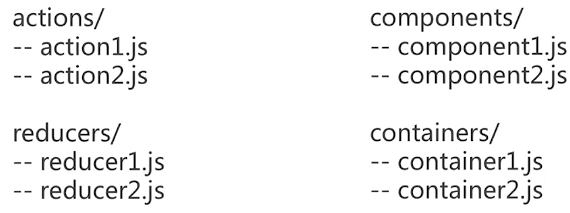 actions/
-- action1.js
-- action2.js

reducers/
-- reducer1.js
-- reducer2.js

components/
-- component1.js
-- component2.js

containers/
-- container1.js
-- container2.js